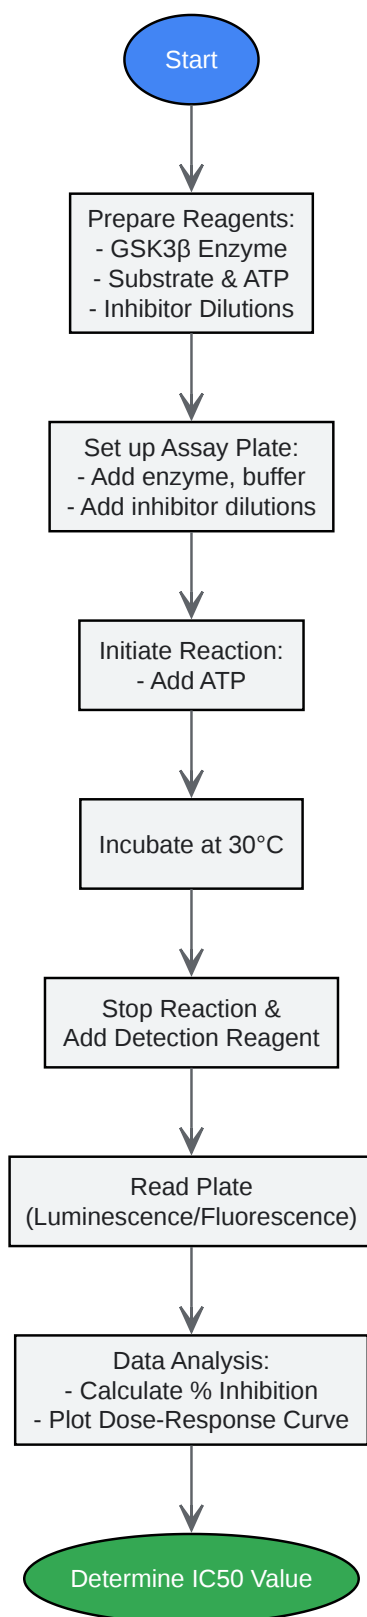 Start
Prepare Reagents:
- GSK3β Enzyme
- Substrate & ATP
- Inhibitor Dilutions
Set up Assay Plate:
- Add enzyme, buffer
- Add inhibitor dilutions
Initiate Reaction:
- Add ATP
Incubate at 30°C
Stop Reaction &
Add Detection Reagent
Read Plate
(Luminescence/Fluorescence)
Data Analysis:
- Calculate % Inhibition
- Plot Dose-Response Curve
Determine IC50 Value